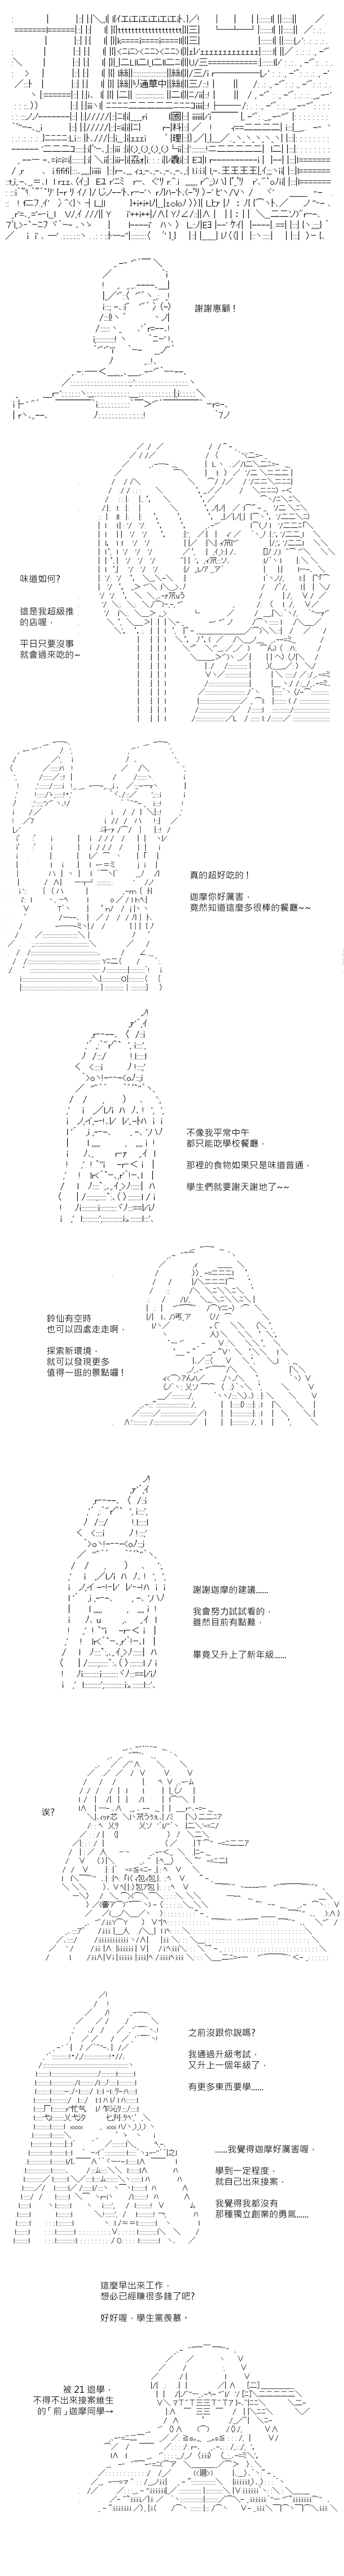 謝謝惠顧！
味道如何?
這是我超級推
的店喔．
平日只要沒事
就會過來吃的~
真的超好吃的！
迦摩你好厲害，
竟然知道這麼多很棒的餐廳~~
不像我平常中午
都只能吃學校餐廳．
那裡的食物如果只是味道普通，
學生們就要謝天謝地了~~
鈴仙有空時
也可以四處走走啊．
探索新環境，
就可以發現更多
值得一逛的景點囉！
謝謝迦摩的建議……
我會努力試試看的．
雖然目前有點難，
畢竟又升上了新年級……
誒?
之前沒跟你說嗎?
我通過升級考試，
又升上一個年級了．
有更多東西要學……
……我覺得迦摩好厲害喔，
學到一定程度，
就自己出來接案，
我覺得我都沒有
那種獨立創業的勇氣……
這麼早出來工作，
想必已經賺很多錢了吧?
好好喔，學生黨羨慕．
被 21 退學，
不得不出來接案維生
的「前」迦摩同學→